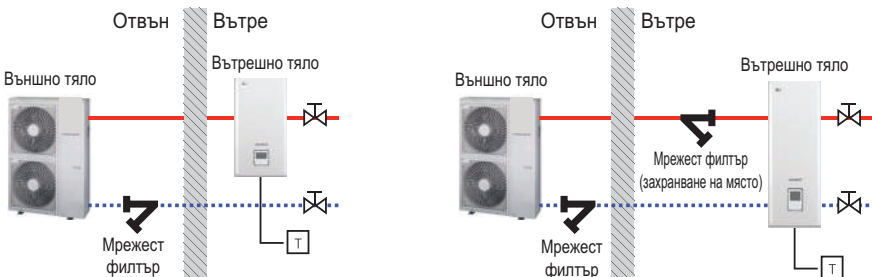 Отвън Вътре
Външно тяло
Вътрешно тяло
Мрежест
филтър
T
Отвън Вътре
Външно тяло
Вътрешно тяло
Мрежест филтър
(захранване на място)
Мрежест
филтър
T